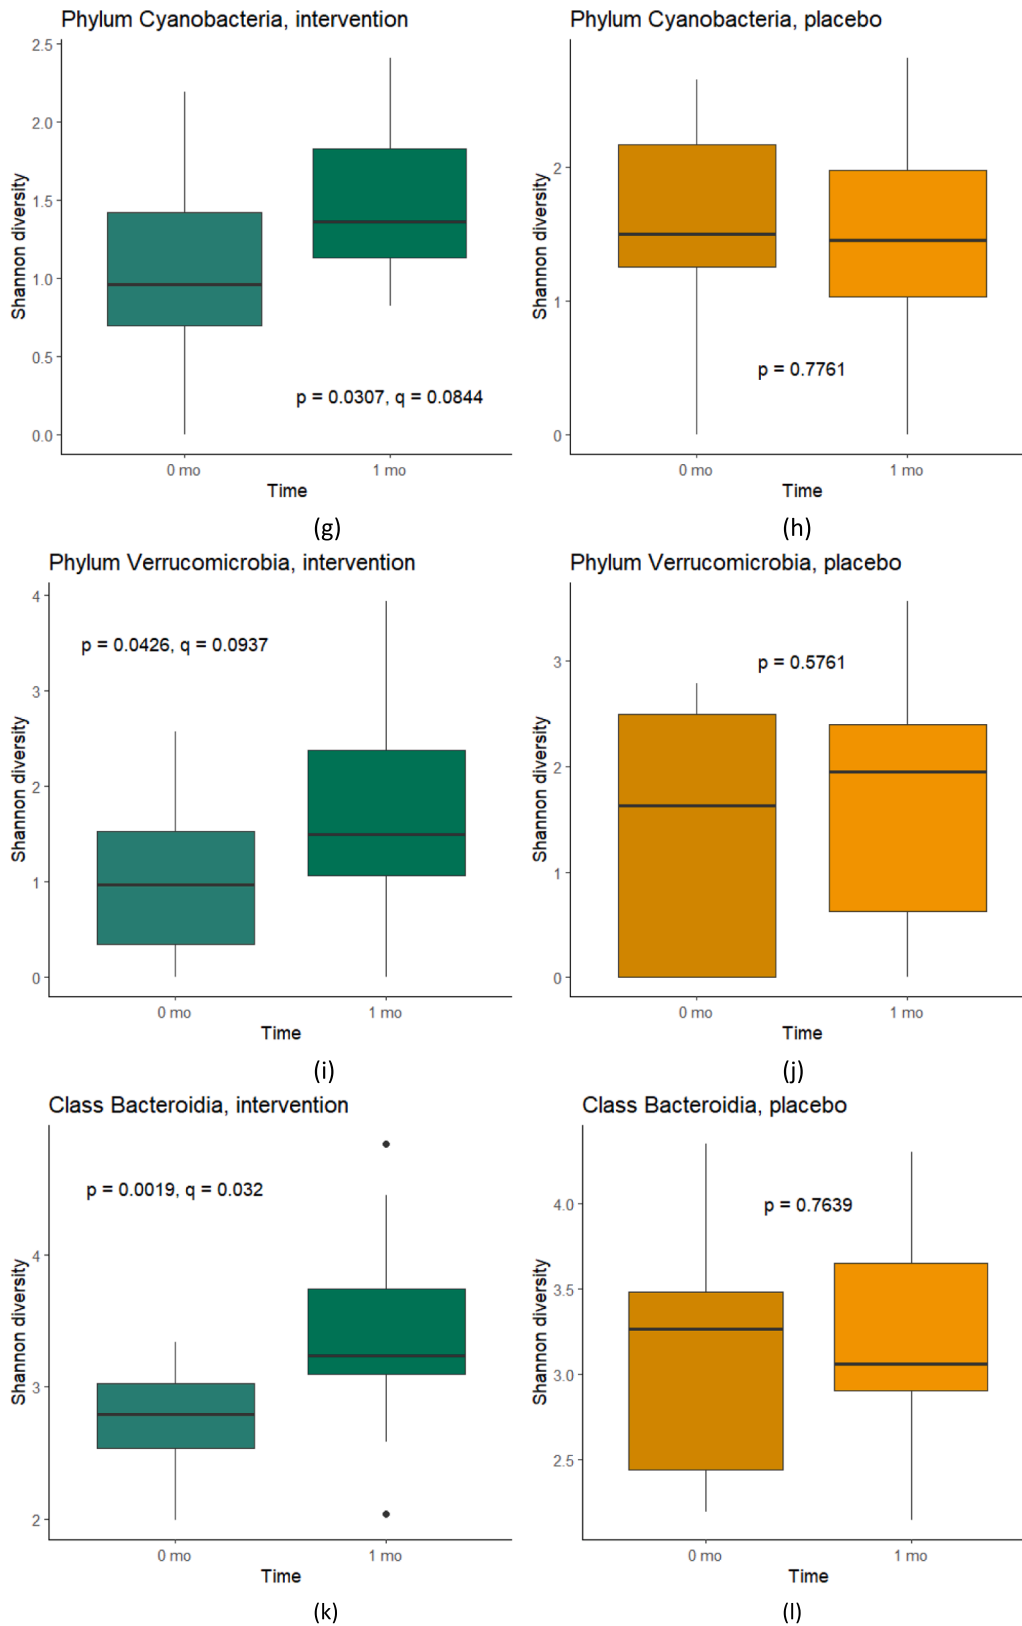 Phylum Cyanobacteria, intervention
Shannon diversity
2.5
2.0
1.5
1.0
0.5
0.0
p = 0.0307, q = 0.0844
0 mo 1 mo
Time
(g)
Phylum Cyanobacteria, placebo
Shannon diversity
2
1
0
p = 0.7761
0 mo 1 mo
Time
(h)
Phylum Verrucomicrobia, intervention
Shannon diversity
4
3
2
1
0
p = 0.0426, q = 0.0937
0 mo 1 mo
Time
(i)
Phylum Verrucomicrobia, placebo
Shannon diversity
3
2
1
0
p = 0.5761
0 mo 1 mo
Time
(j)
Class Bacteroidia, intervention
Shannon diversity
4
3
2
p = 0.0019, q = 0.032
0 mo 1 mo
Time
(k)
Class Bacteroidia, placebo
Shannon diversity
4.0
3.5
3.0
2.5
p = 0.7639
0 mo 1 mo
Time
(l)